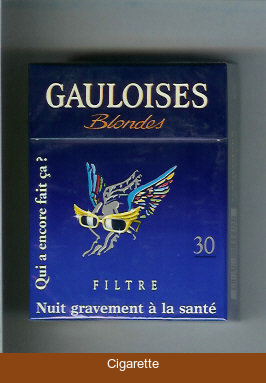 GAULOISES
Blondes
Qui a encore fait ça ?
30
FILTRE
Nuit gravement à la santé
Cigarette